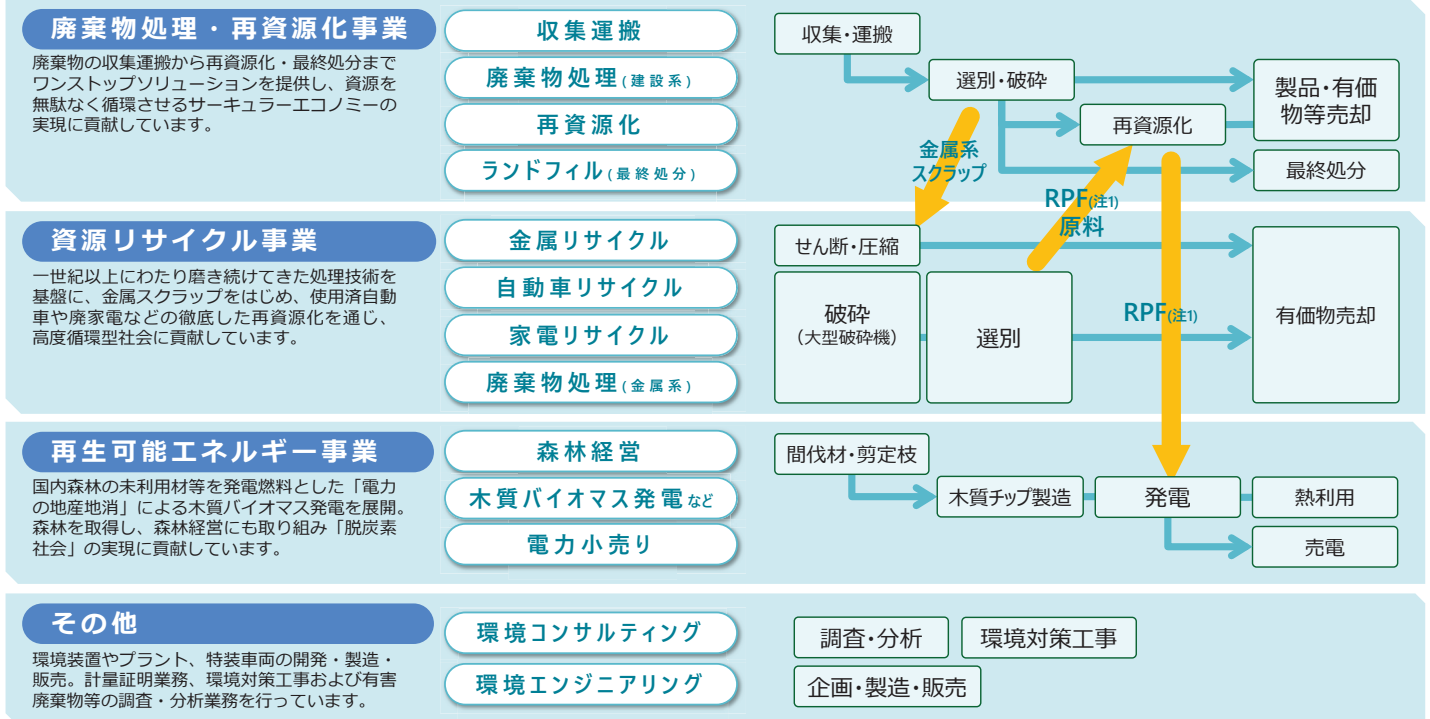 廃棄物処理・再資源化事業
廃棄物の収集運搬から再資源化・最終処分まで
ワンストップソリューションを提供し、資源を
無駄なく循環させるサーキュラーエコノミーの
実現に貢献しています。
収集運搬
廃棄物処理(建設系)
再資源化
ランドフィル(最終処分)
収集・運搬
選別・破砕
再資源化
製品・有価
物等売却
最終処分
金属系
スクラップ
RPF(注1)
原料
資源リサイクル事業
一世紀以上にわたり磨き続けてきた処理技術を
基盤に、金属スクラップをはじめ、使用済自動
車や廃家電などの徹底した再資源化を通じ、
高度循環型社会に貢献しています。
金属リサイクル
自動車リサイクル
家電リサイクル
廃棄物処理(金属系)
せん断・圧縮
破砕
(大型破砕機)
選別
RPF(注1)
有価物売却
再生可能エネルギー事業
国内森林の未利用材等を発電燃料とした「電力
の地産地消」による木質バイオマス発電を展開。
森林を取得し、森林経営にも取り組み「脱炭素
社会」の実現に貢献しています。
森林経営
木質バイオマス発電など
電力小売り
間伐材・剪定枝
木質チップ製造
発電
熱利用
売電
その他
環境装置やプラント、特装車両の開発・製造・
販売。計量証明業務、環境対策工事および有害
廃棄物等の調査・分析業務を行っています。
環境コンサルティング
環境エンジニアリング
調査・分析
環境対策工事
企画・製造・販売